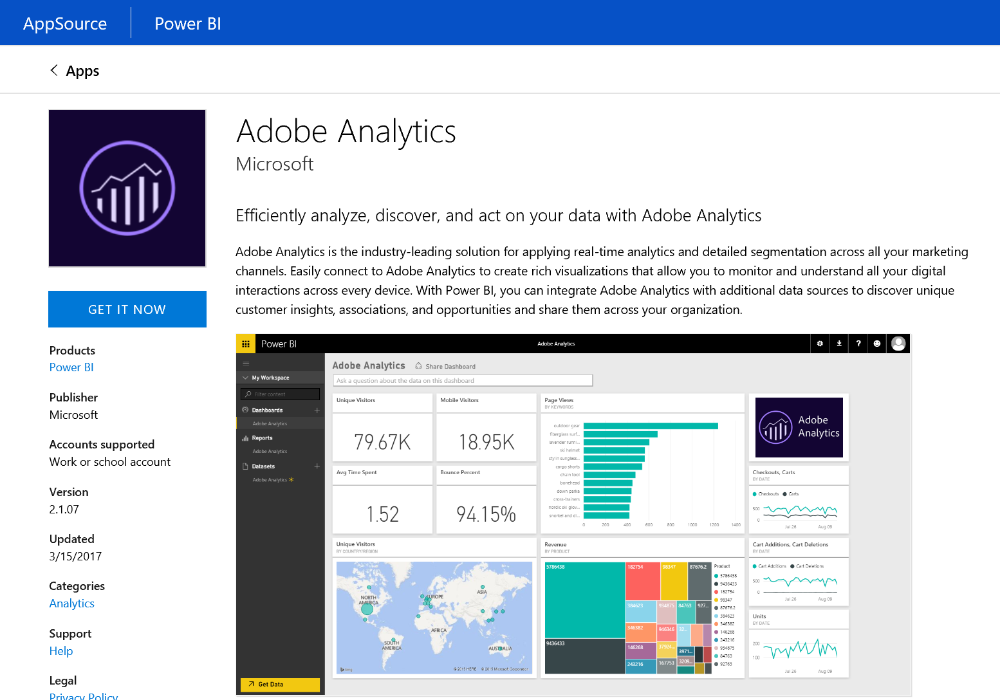 AppSource
Power BI
Apps
Adobe Analytics
Microsoft
Efficiently analyze, discover, and act on your data with Adobe Analytics
Adobe Analytics is the industry-leading solution for applying real-time analytics and detailed segmentation across all your marketing
channels. Easily connect to Adobe Analytics to create rich visualizations that allow you to monitor and understand all your digital
interactions across every device. With Power BI, you can integrate Adobe Analytics with additional data sources to discover unique
customer insights, associations, and opportunities and share them across your organization.
GET IT NOW
Products
Power BI
Publisher
Microsoft
Accounts supported
Work or school account
Version
2.1.07
Updated
3/15/2017
Categories
Analytics
Support
Help
Legal
Privacy Policy
Power BI
Adobe Analytics
?
My Workspace
Filter content
Dashboards
Adobe Analytics
Reports
Adobe Analytics
Datasets
Adobe Analytics
Get Data
Adobe Analytics
Share Dashboard
Ask a question about the data on this dashboard
Unique Visitors
79.67K
Mobile Visitors
18.95K
Avg Time Spent
1.52
Bounce Percent
94.15%
Page Views
BY KEYWORDS
outdoor gear
fiberglass surf...
lavender runni...
ski helmet
stylin sunglass...
cargo shorts
chain tool
bonehead
down parka
cross-trainers
nordic ski glov...
snorkel and di...
0 200 400 600 800 1000 1200 1400
Adobe
Analytics
Checkouts, Carts
BY DATE
Checkouts Carts
500
0
Jul 26 Aug 09
Unique Visitors
BY COUNTRY/REGION
NORTH
AMERICA
EUROPE
ASIA
AFRICA
SOUTH
AMERICA
AUSTRALIA
bing
© 2015 HERE © 2015 Microsoft Corporation
Revenue
BY PRODUCT
5786438
9436433
182754
98347
87676.2
384623
934875
84763
927...
346382
946346
32...
146268
37924...
3971...
243216
167753
3209...
Product
5786438
9436433
182754
98347
87676.2
384623
346382
146268
243216
934875
84763
92763
Cart Additions, Cart Deletions
BY DATE
Cart Additions Cart Deletions
500
0
Jul 26 Aug 09
Units
BY DATE
200
100
Jul 26 Aug 09